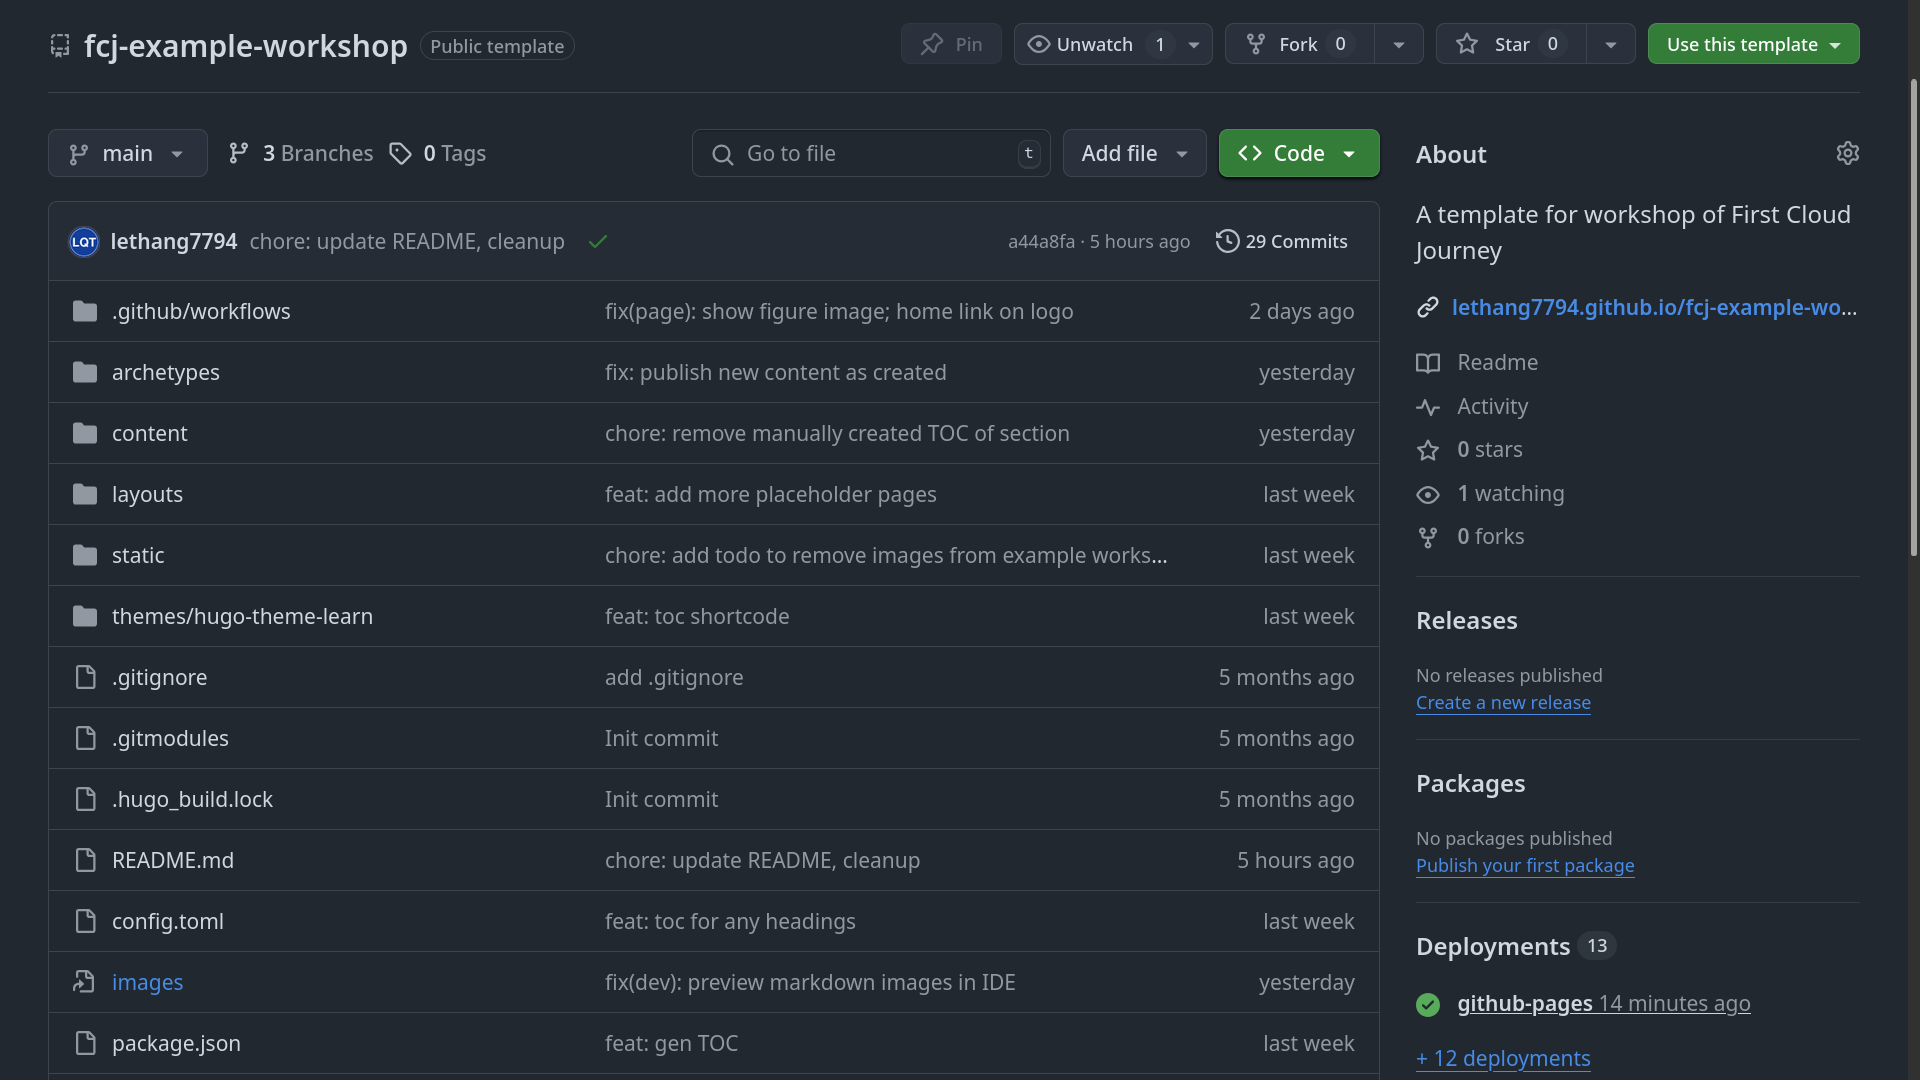 fcj-example-workshop Public template Pin Unwatch 1 Fork 0 Star 0 Use this template
main 3 Branches 0 Tags Go to file t Add file Code
LQT lethang7794 chore: update README, cleanup a44a8fa · 5 hours ago 29 Commits
.github/workflows fix(page): show figure image; home link on logo 2 days ago
archetypes fix: publish new content as created yesterday
content chore: remove manually created TOC of section yesterday
layouts feat: add more placeholder pages last week
static chore: add todo to remove images from example works... last week
themes/hugo-theme-learn feat: toc shortcode last week
.gitignore add .gitignore 5 months ago
.gitmodules Init commit 5 months ago
.hugo_build.lock Init commit 5 months ago
README.md chore: update README, cleanup 5 hours ago
config.toml feat: toc for any headings last week
images fix(dev): preview markdown images in IDE yesterday
package.json feat: gen TOC last week
About
A template for workshop of First Cloud
Journey
lethang7794.github.io/fcj-example-wo...
Readme
Activity
0 stars
1 watching
0 forks
Releases
No releases published
Create a new release
Packages
No packages published
Publish your first package
Deployments 13
github-pages 14 minutes ago
+ 12 deployments